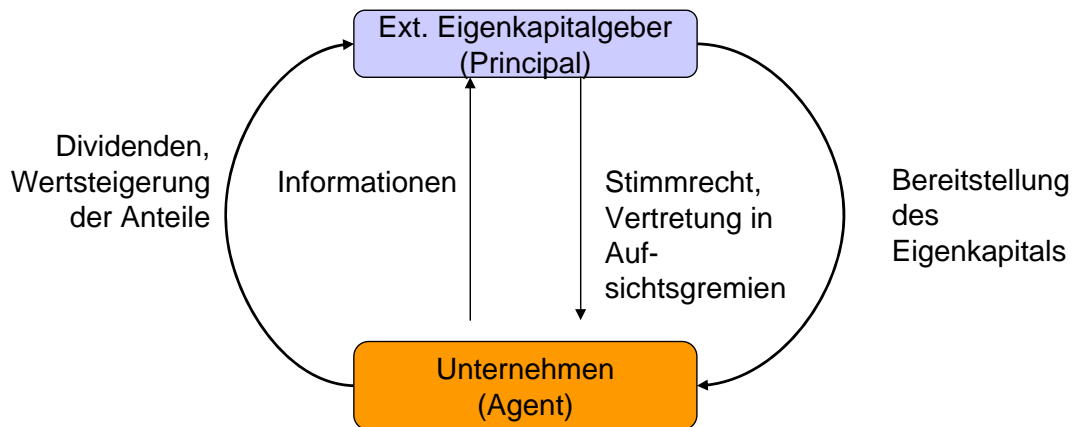 Ext. Eigenkapitalgeber
(Principal)
Dividenden,
Wertsteigerung
der Anteile
Informationen
Stimmrecht,
Vertretung in
Auf-
sichtsgremien
Bereitstellung
des
Eigenkapitals
Unternehmen
(Agent)